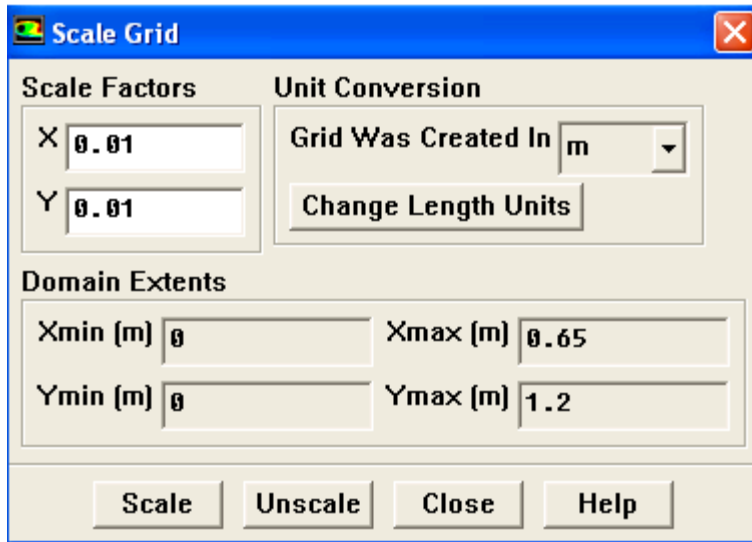 Scale Grid
Scale Factors Unit Conversion
X 0.01 Grid Was Created In m
Y 0.01 Change Length Units
Domain Extents
Xmin (m) 0 Xmax (m) 0.65
Ymin (m) 0 Ymax (m) 1.2
Scale Unscale Close Help